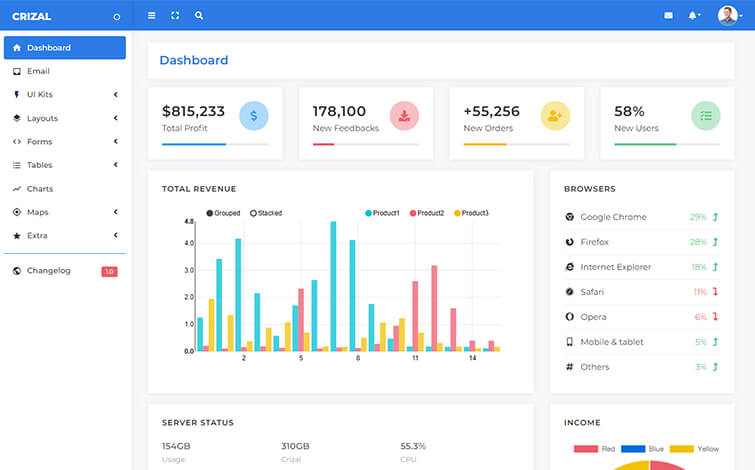 CRIZAL
Dashboard
Email
UI Kits
Layouts
Forms
Tables
Charts
Maps
Extra
Changelog 1.0
Dashboard
$815,233
Total Profit
178,100
New Feedbacks
+55,256
New Orders
58%
New Users
TOTAL REVENUE
Grouped Stacked Product1 Product2 Product3
4.8
4.0
3.0
2.0
1.0
0.0
2 5 8 11 14
BROWSERS
Google Chrome 29%
Firefox 28%
Internet Explorer 18%
Safari 11%
Opera 6%
Mobile & tablet 5%
Others 3%
SERVER STATUS
154GB 310GB 55.3%
Usage Crizal CPU
INCOME
Red Blue Yellow